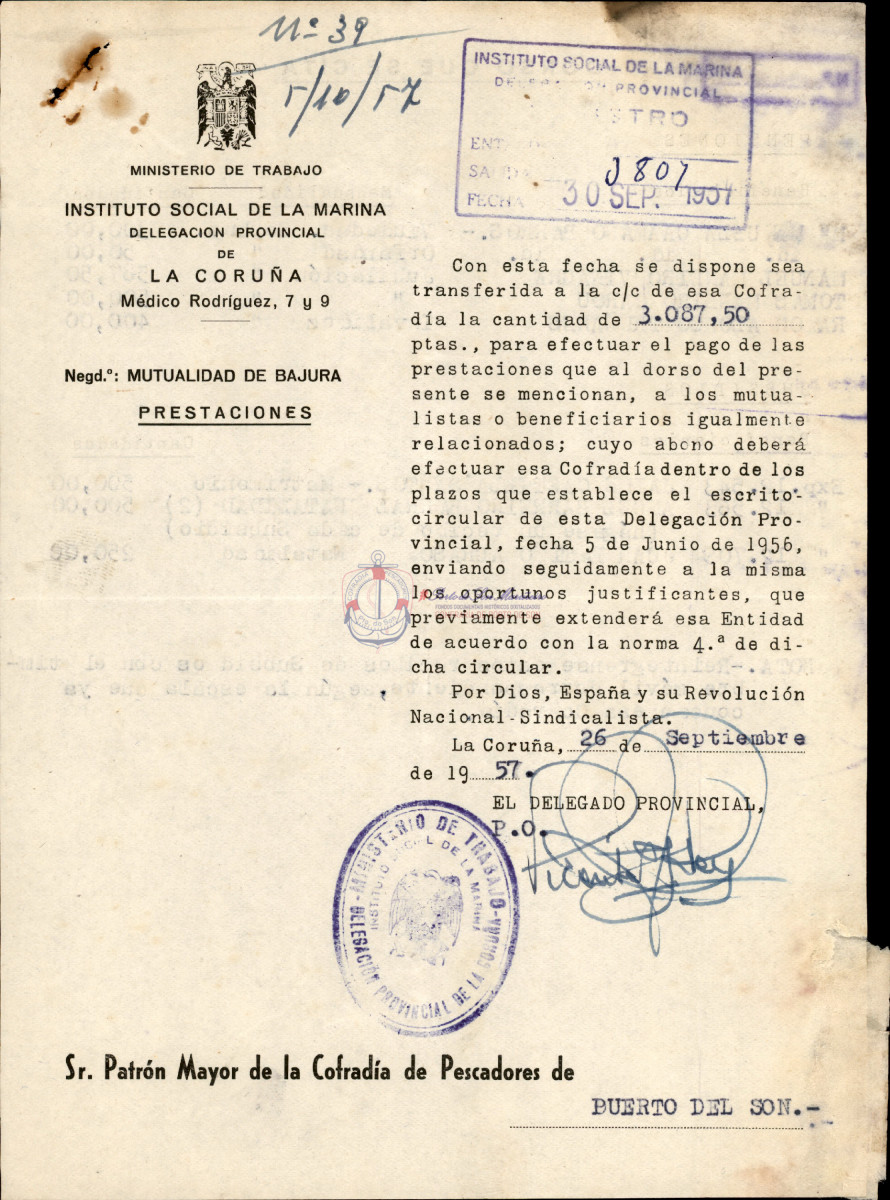 Nº 39
5/10/57
INSTITUTO SOCIAL DE LA MARINA
PROVINCIAL
FECHA 30 SEP. 1957
MINISTERIO DE TRABAJO
INSTITUTO SOCIAL DE LA MARINA
DELEGACION PROVINCIAL
DE
LA CORUÑA
Médico Rodríguez, 7 y 9
Negd.º: MUTUALIDAD DE BAJURA
PRESTACIONES
Con esta fecha se dispone sea
transferida a la c/c de esa Cofra-
día la cantidad de 3.087,50
ptas., para efectuar el pago de las
prestaciones que al dorso del pre-
sente se mencionan, a los mutua-
listas o beneficiarios igualmente
relacionados; cuyo abono deberá
efectuar esa Cofradía dentro de los
plazos que establece el escrito-
circular de esta Delegación Pro-
vincial, fecha 5 de Junio de 1956,
enviando seguidamente a la misma
los oportunos justificantes, que
previamente extenderá esa Entidad
de acuerdo con la norma 4.ª de di-
cha circular.
Por Dios, España y su Revolución
Nacional-Sindicalista.
La Coruña, 26 de Septiembre
de 19 57.
EL DELEGADO PROVINCIAL,
P.O.
MINISTERIO DE TRABAJO
INSTITUTO SOCIAL DE LA MARINA
DELEGACIÓN PROVINCIAL DE LA CORUÑA
Sr. Patrón Mayor de la Cofradía de Pescadores de
PUERTO DEL SON.-